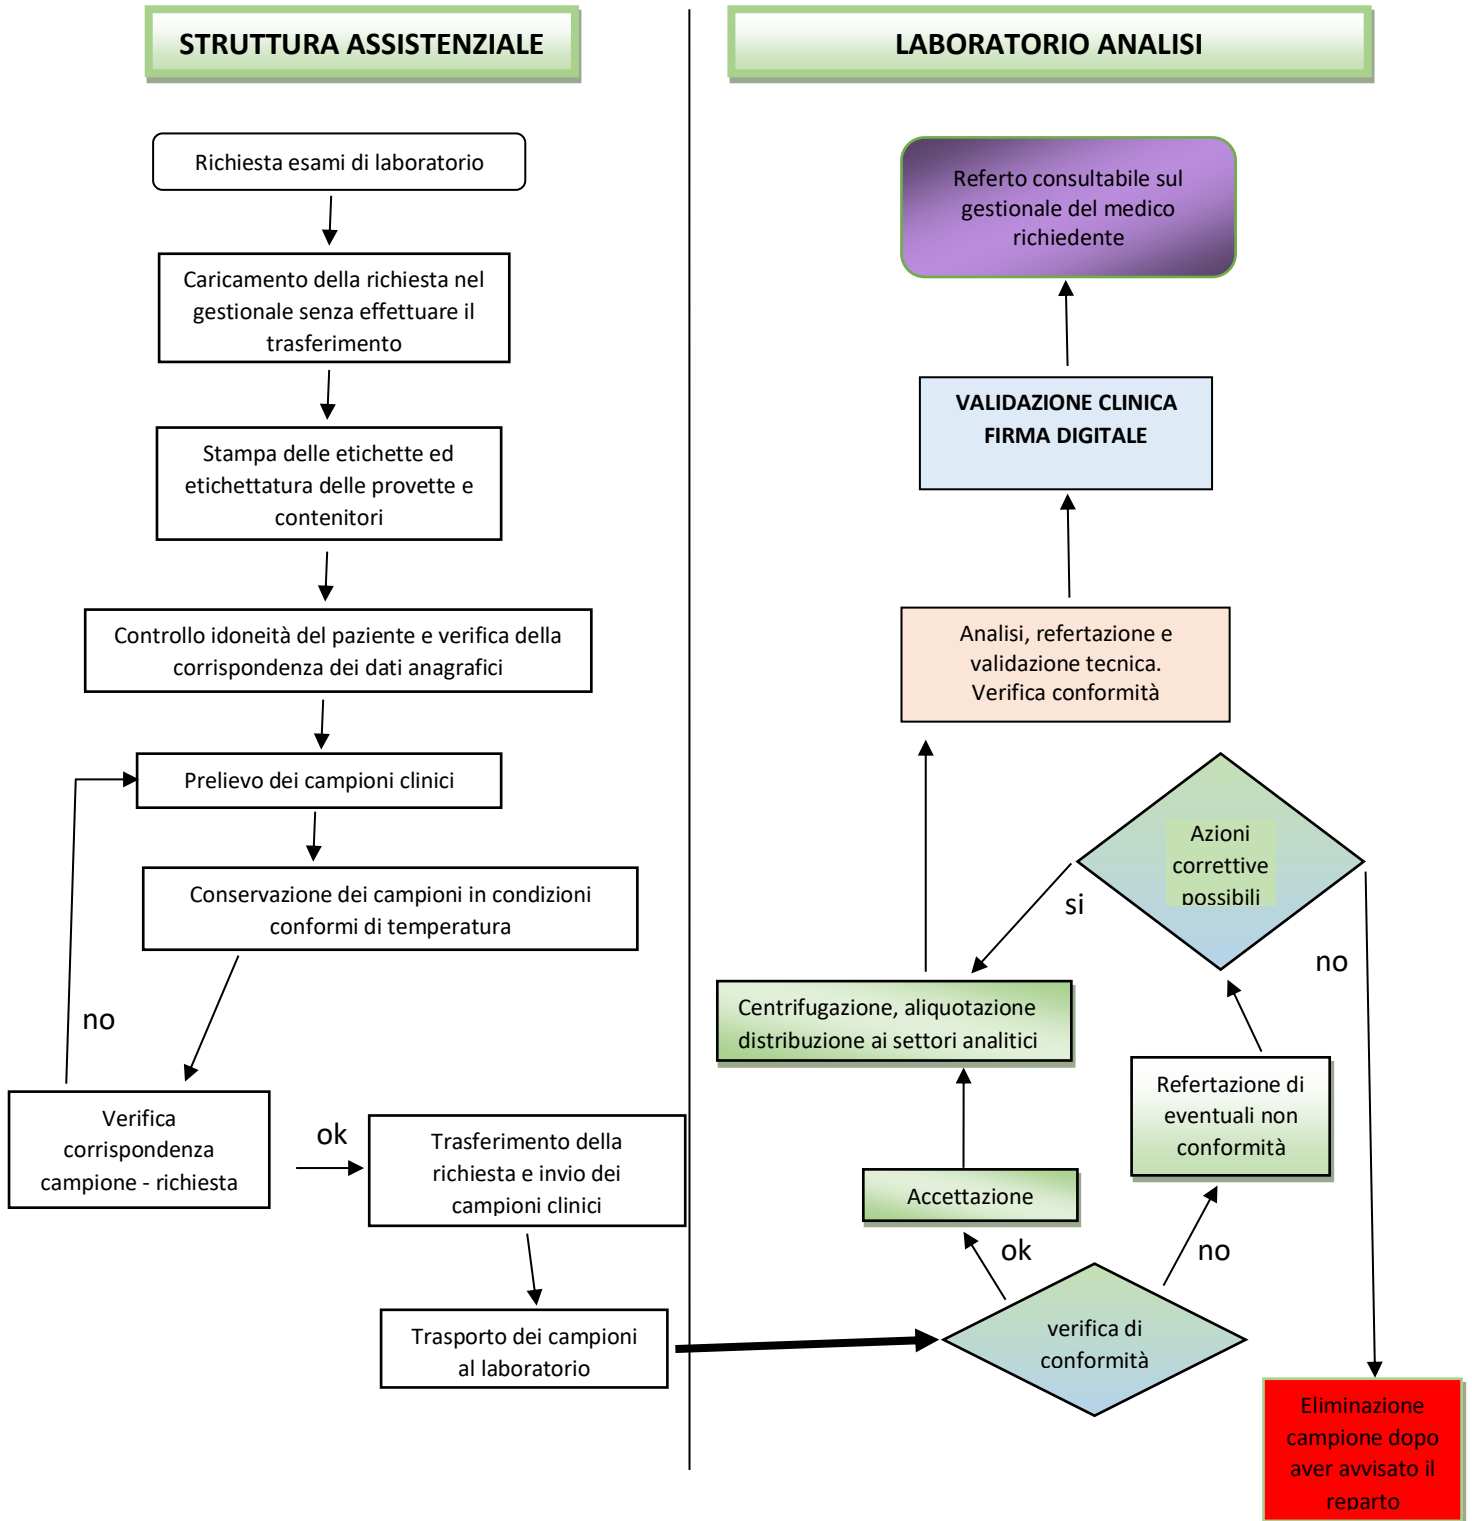 STRUTTURA ASSISTENZIALE
Richiesta esami di laboratorio
Caricamento della richiesta nel
gestionale senza effettuare il
trasferimento
Stampa delle etichette ed
etichettatura delle provette e
contenitori
Controllo idoneità del paziente e verifica della
corrispondenza dei dati anagrafici
Prelievo dei campioni clinici
Conservazione dei campioni in condizioni
conformi di temperatura
no
Verifica
corrispondenza
campione - richiesta
ok
Trasferimento della
richiesta e invio dei
campioni clinici
Trasporto dei campioni
al laboratorio
LABORATORIO ANALISI
Referto consultabile sul
gestionale del medico
richiedente
VALIDAZIONE CLINICA
FIRMA DIGITALE
Analisi, refertazione e
validazione tecnica.
Verifica conformità
Azioni
correttive
possibili
si
no
Centrifugazione, aliquotazione
distribuzione ai settori analitici
Refertazione di
eventuali non
conformità
Accettazione
ok
no
verifica di
conformità
Eliminazione
campione dopo
aver avvisato il
reparto